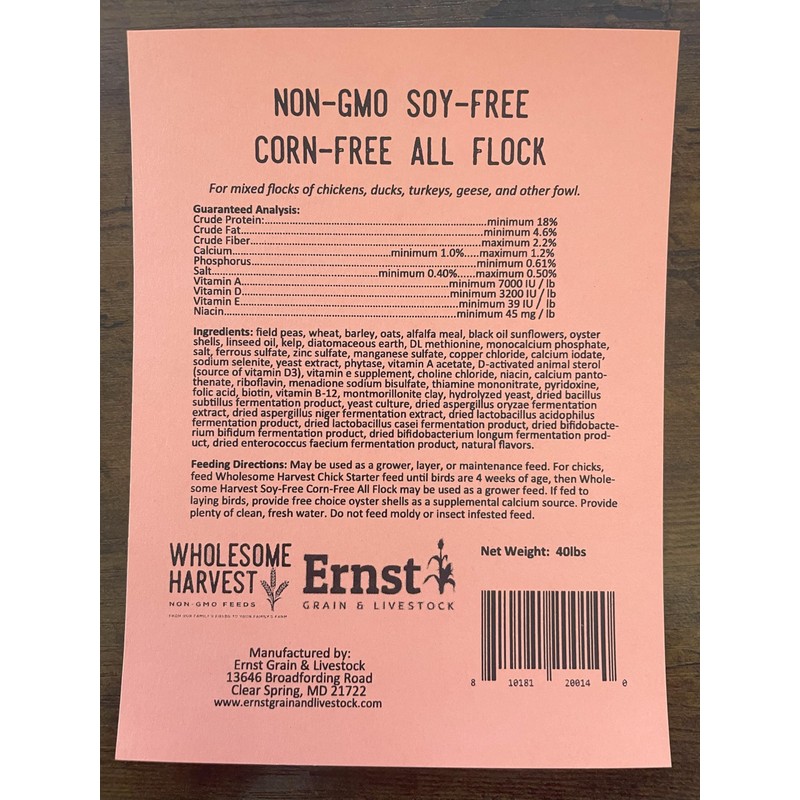 NON-GMO SOY-FREE
CORN-FREE ALL FLOCK
For mixed flocks of chickens, ducks, turkeys, geese, and other fowl.
Guaranteed Analysis:
Crude Protein:..........minimum 18%
Crude Fat..........minimum 4.6%
Crude Fiber..........maximum 2.2%
Calcium..........minimum 1.0%.....maximum 1.2%
Phosphorus..........minimum 0.61%
Salt..........minimum 0.40%......maximum 0.50%
Vitamin A..........minimum 7000 IU / lb
Vitamin D..........minimum 3200 IU / lb
Vitamin E..........minimum 39 IU / lb
Niacin..........minimum 45 mg / lb
Ingredients: field peas, wheat, barley, oats, alfalfa meal, black oil sunflowers, oyster
shells, linseed oil, kelp, diatomaceous earth, DL methionine, monocalcium phosphate,
salt, ferrous sulfate, zinc sulfate, manganese sulfate, copper chloride, calcium iodate,
sodium selenite, yeast extract, phytase, vitamin A acetate, D-activated animal sterol
(source of vitamin D3), vitamin e supplement, choline chloride, niacin, calcium panto-
thenate, riboflavin, menadione sodium bisulfate, thiamine mononitrate, pyridoxine,
folic acid, biotin, vitamin B-12, montmorillonite clay, hydrolyzed yeast, dried bacillus
subtillus fermentation product, yeast culture, dried aspergillus oryzae fermentation
extract, dried aspergillus niger fermentation extract, dried lactobacillus acidophilus
fermentation product, dried lactobacillus casei fermentation product, dried bifidobacte-
rium bifidum fermentation product, dried bifidobacterium longum fermentation prod-
uct, dried enterococcus faecium fermentation product, natural flavors.
Feeding Directions: May be used as a grower, layer, or maintenance feed. For chicks,
feed Wholesome Harvest Chick Starter feed until birds are 4 weeks of age, then Whole-
some Harvest Soy-Free Corn-Free All Flock may be used as a grower feed. If fed to
laying birds, provide free choice oyster shells as a supplemental calcium source. Provide
plenty of clean, fresh water. Do not feed moldy or insect infested feed.
WHOLESOME
HARVEST
NON-GMO FEEDS
FROM OUR FAMILY'S FIELDS TO YOUR FAMILY'S FARM
Ernst
GRAIN & LIVESTOCK
Net Weight: 40lbs
8 10181 20014 0
Manufactured by:
Ernst Grain & Livestock
13646 Broadfording Road
Clear Spring, MD 21722
www.ernstgrainandlivestock.com